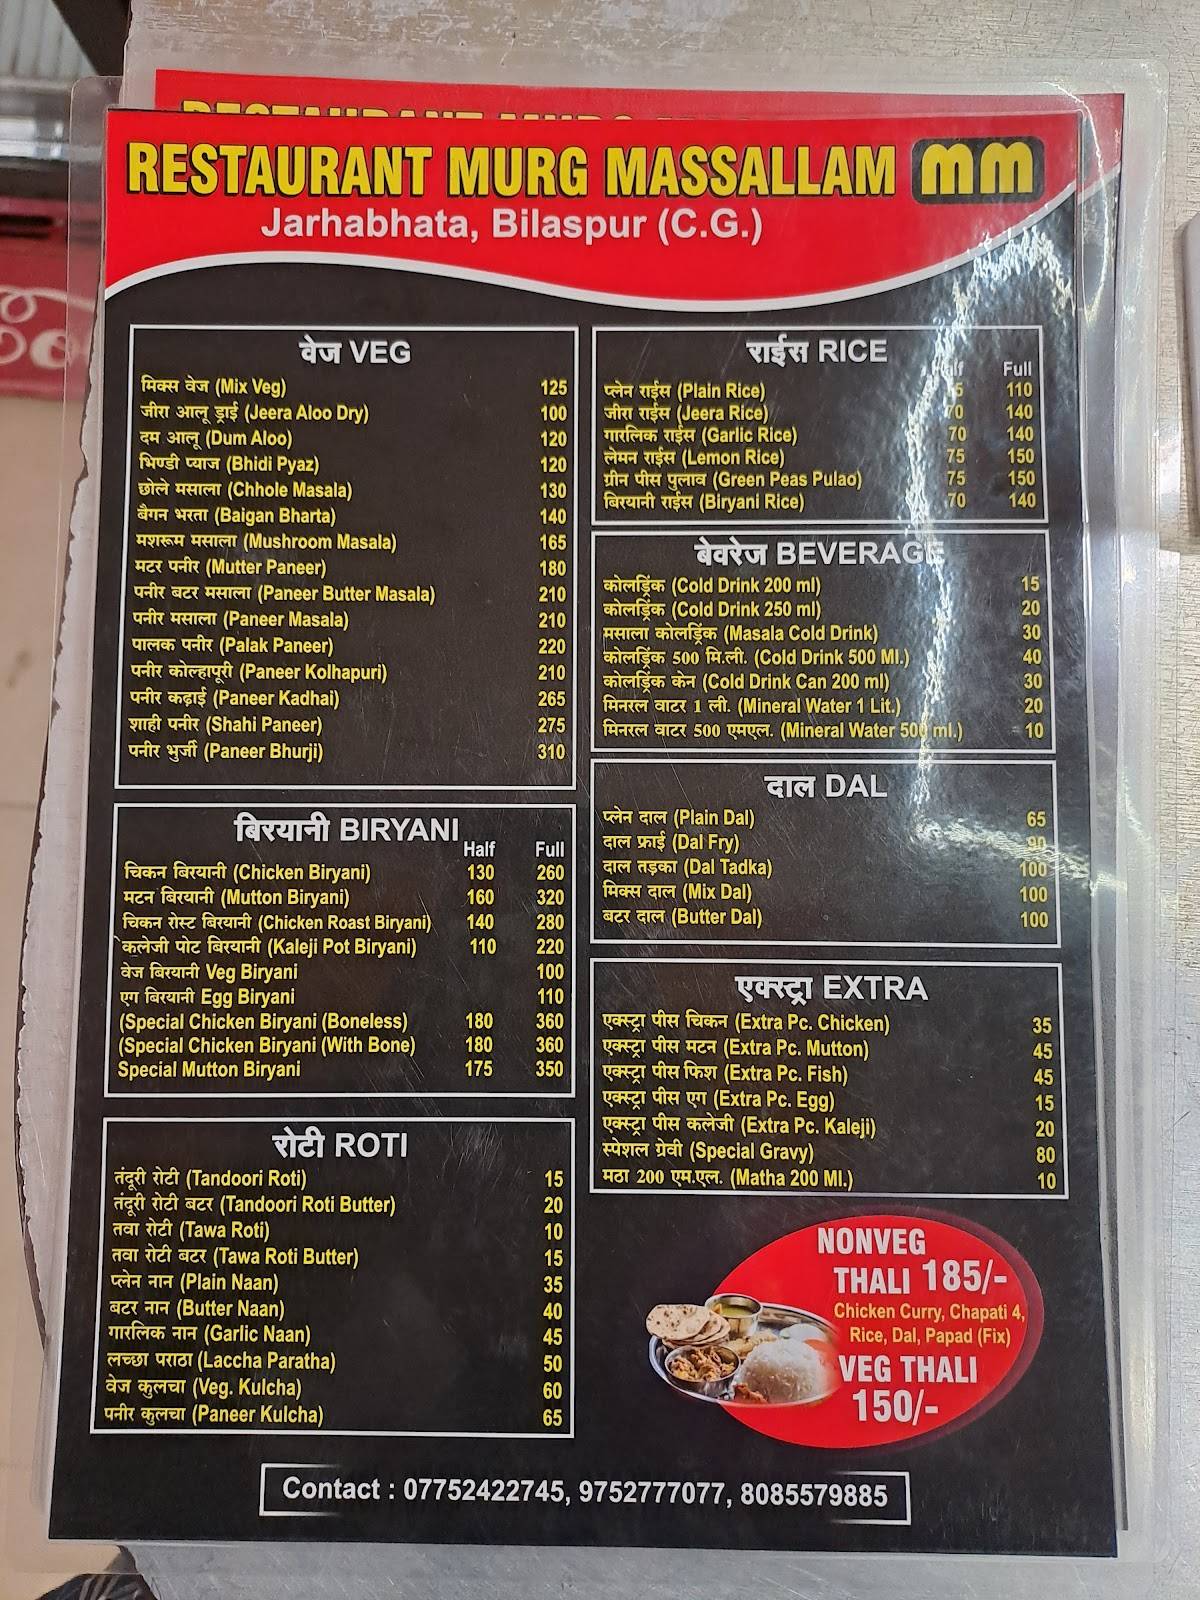 RESTAURANT MURG MASSALLAM mm
Jarhabhata, Bilaspur (C.G.)
वेज VEG
मिक्स वेज (Mix Veg) 125
जीरा आलू ड्राई (Jeera Aloo Dry) 100
दम आलू (Dum Aloo) 120
भिण्डी प्याज (Bhidi Pyaz) 120
छोले मसाला (Chhole Masala) 130
बैगन भरता (Baigan Bharta) 140
मशरूम मसाला (Mushroom Masala) 165
मटर पनीर (Mutter Paneer) 180
पनीर बटर मसाला (Paneer Butter Masala) 210
पनीर मसाला (Paneer Masala) 210
पालक पनीर (Palak Paneer) 220
पनीर कोल्हापूरी (Paneer Kolhapuri) 210
पनीर कढ़ाई (Paneer Kadhai) 265
शाही पनीर (Shahi Paneer) 275
पनीर भुर्जी (Paneer Bhurji) 310
बिरयानी BIRYANI
Half Full
चिकन बिरयानी (Chicken Biryani) 130 260
मटन बिरयानी (Mutton Biryani) 160 320
चिकन रोस्ट बिरयानी (Chicken Roast Biryani) 140 280
कलेजी पोट बिरयानी (Kaleji Pot Biryani) 110 220
वेज बिरयानी Veg Biryani 100
एग बिरयानी Egg Biryani 110
(Special Chicken Biryani (Boneless) 180 360
(Special Chicken Biryani (With Bone) 180 360
Special Mutton Biryani 175 350
रोटी ROTI
तंदूरी रोटी (Tandoori Roti) 15
तंदूरी रोटी बटर (Tandoori Roti Butter) 20
तवा रोटी (Tawa Roti) 10
तवा रोटी बटर (Tawa Roti Butter) 15
प्लेन नान (Plain Naan) 35
बटर नान (Butter Naan) 40
गारलिक नान (Garlic Naan) 45
लच्छा पराठा (Laccha Paratha) 50
वेज कुलचा (Veg. Kulcha) 60
पनीर कुलचा (Paneer Kulcha) 65
राईस RICE
Half Full
प्लेन राईस (Plain Rice) 110
जीरा राईस (Jeera Rice) 70 140
गारलिक राईस (Garlic Rice) 70 140
लेमन राईस (Lemon Rice) 75 150
ग्रीन पीस पुलाव (Green Peas Pulao) 75 150
बिरयानी राईस (Biryani Rice) 70 140
बेवरेज BEVERAGE
कोलड्रिंक (Cold Drink 200 ml) 15
कोलड्रिंक (Cold Drink 250 ml) 20
मसाला कोलड्रिंक (Masala Cold Drink) 30
कोलड्रिंक 500 मि.ली. (Cold Drink 500 Ml.) 40
कोलड्रिंक केन (Cold Drink Can 200 ml) 30
मिनरल वाटर 1 ली. (Mineral Water 1 Lit.) 20
मिनरल वाटर 500 एमएल. (Mineral Water 500 ml.) 10
दाल DAL
प्लेन दाल (Plain Dal) 65
दाल फ्राई (Dal Fry) 90
दाल तड़का (Dal Tadka) 100
मिक्स दाल (Mix Dal) 100
बटर दाल (Butter Dal) 100
एक्स्ट्रा EXTRA
एक्स्ट्रा पीस चिकन (Extra Pc. Chicken) 35
एक्स्ट्रा पीस मटन (Extra Pc. Mutton) 45
एक्स्ट्रा पीस फिश (Extra Pc. Fish) 45
एक्स्ट्रा पीस एग (Extra Pc. Egg) 15
एक्स्ट्रा पीस कलेजी (Extra Pc. Kaleji) 20
स्पेशल ग्रेवी (Special Gravy) 80
मठा 200 एम.एल. (Matha 200 Ml.) 10
NONVEG
THALI 185/-
Chicken Curry, Chapati 4,
Rice, Dal, Papad (Fix)
VEG THALI
150/-
Contact : 07752422745, 9752777077, 8085579885